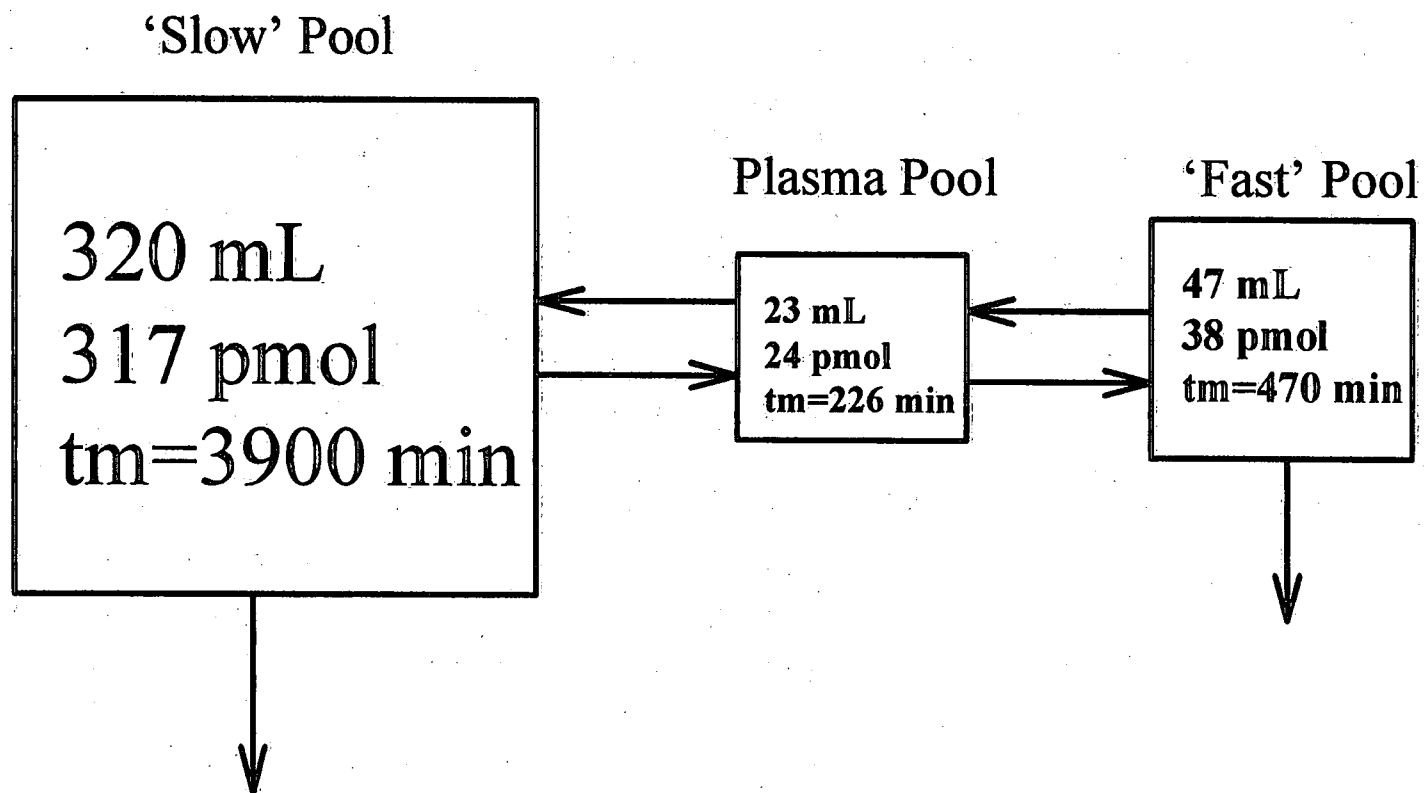 ‘Slow’ Pool
320 mL
317 pmol
tm=3900 min
Plasma Pool
23 mL
24 pmol
tm=226 min
‘Fast’ Pool
47 mL
38 pmol
tm=470 min